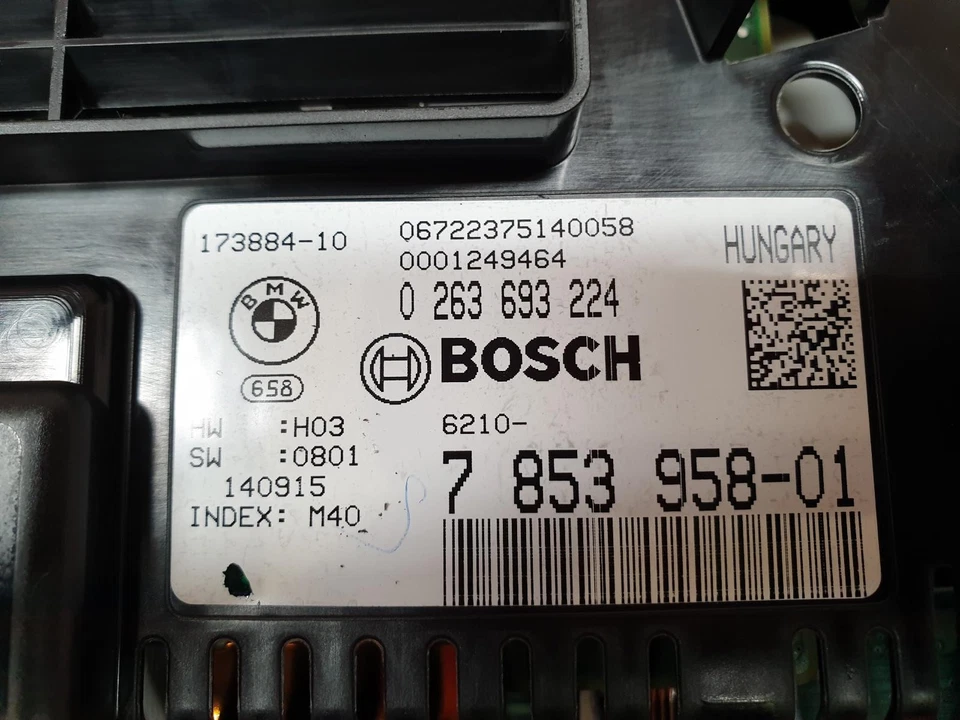 173884-10
06722375140058
0001249464
HUNGARY
0 263 693 224
BMW
BOSCH
658
HW :H03
6210-
SW :0801
7 853 958-01
140915
INDEX: M40